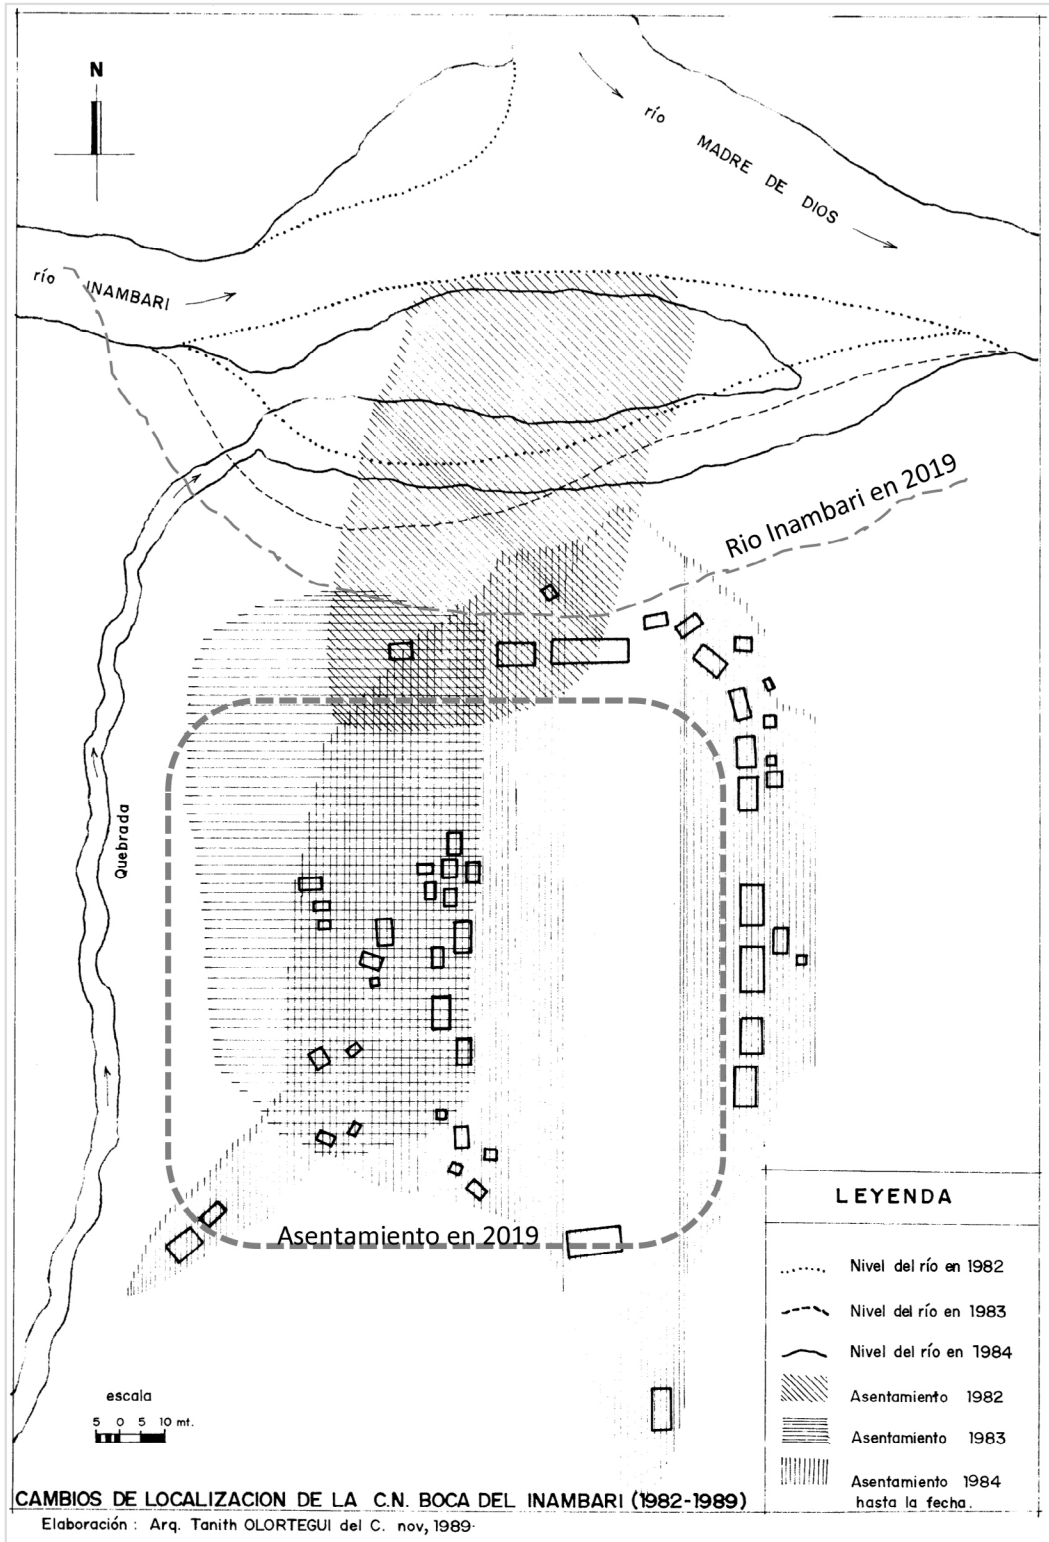 N
río MADRE DE DIOS
río INAMBARI
Rio Inambari en 2019
Quebrada
Asentamiento en 2019
LEYENDA
Nivel del río en 1982
Nivel del río en 1983
Nivel del río en 1984
Asentamiento 1982
Asentamiento 1983
Asentamiento 1984
hasta la fecha.
escala
5 0 5 10 mt.
CAMBIOS DE LOCALIZACION DE LA C.N. BOCA DEL INAMBARI (1982-1989)
Elaboración : Arq. Tanith OLORTEGUI del C. nov, 1989.